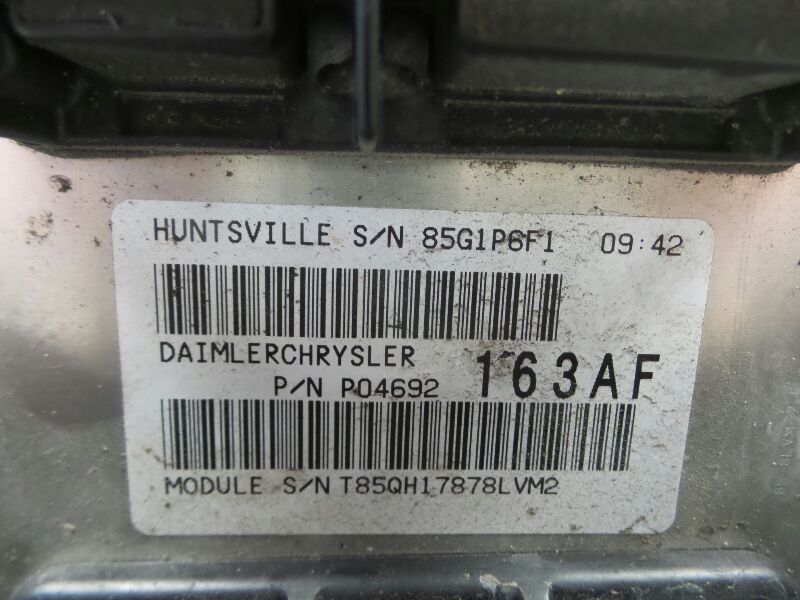 HUNTSVILLE S/N 85G1P6F1 09:42
DAIMLERCHRYSLER
P/N P04692 163AF
MODULE S/N T85QH17878LVM2